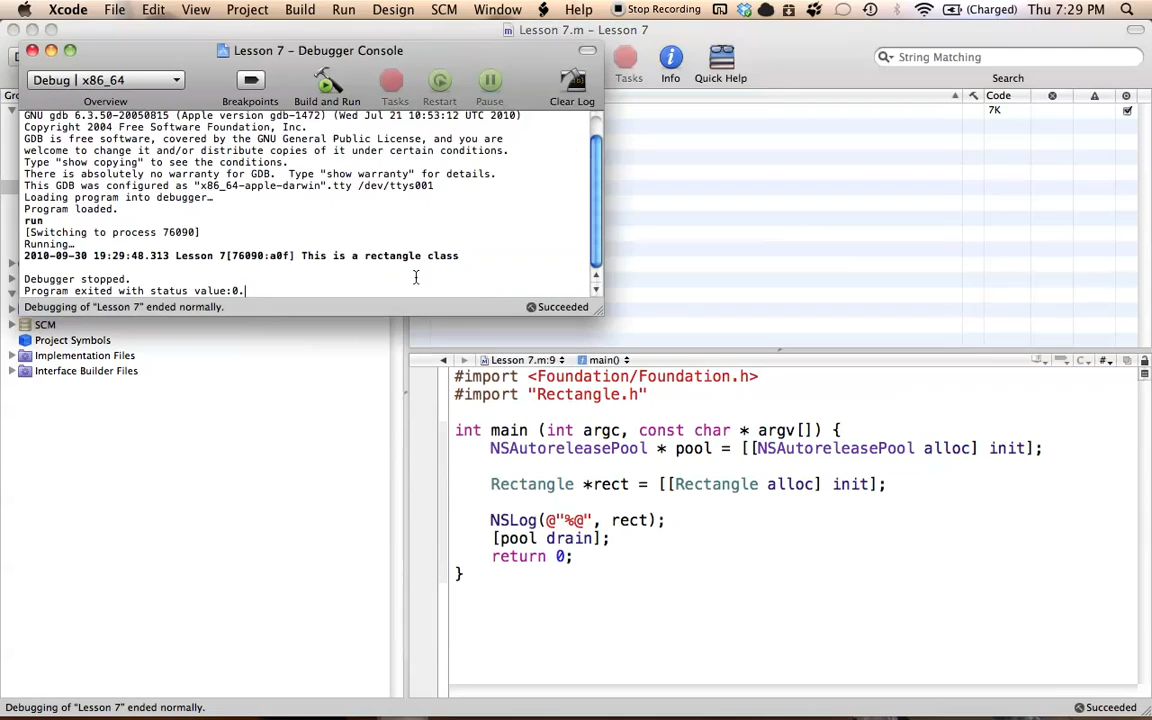 Xcode File Edit View Project Build Run Design SCM Window Help Stop Recording (Charged) Thu 7:29 PM
Lesson 7.m - Lesson 7
Lesson 7 - Debugger Console
Debug | x86_64
Overview Breakpoints Build and Run Tasks Restart Pause Clear Log
Tasks Info Quick Help
String Matching
Search
Code
7K
GNU gdb 6.3.50-20050815 (Apple version gdb-1472) (Wed Jul 21 10:53:12 UTC 2010)
Copyright 2004 Free Software Foundation, Inc.
GDB is free software, covered by the GNU General Public License, and you are
welcome to change it and/or distribute copies of it under certain conditions.
Type "show copying" to see the conditions.
There is absolutely no warranty for GDB.  Type "show warranty" for details.
This GDB was configured as "x86_64-apple-darwin".tty /dev/ttys001
Loading program into debugger…
Program loaded.
run
[Switching to process 76090]
Running…
2010-09-30 19:29:48.313 Lesson 7[76090:a0f] This is a rectangle class
Debugger stopped.
Program exited with status value:0.
Debugging of "Lesson 7" ended normally. Succeeded
SCM
Project Symbols
Implementation Files
Interface Builder Files
Lesson 7.m:9 main()
#import <Foundation/Foundation.h>
#import "Rectangle.h"
int main (int argc, const char * argv[]) {
NSAutoreleasePool * pool = [[NSAutoreleasePool alloc] init];
Rectangle *rect = [[Rectangle alloc] init];
NSLog(@"%@", rect);
[pool drain];
return 0;
}
Debugging of "Lesson 7" ended normally. Succeeded